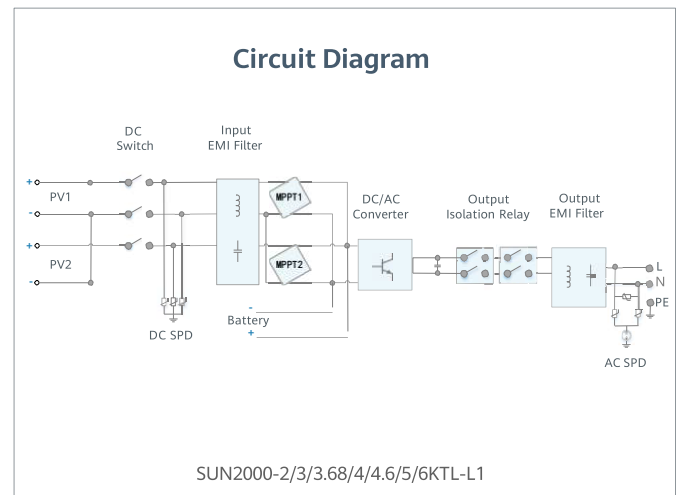 Circuit Diagram
DC
Switch
Input
EMI Filter
+
PV1
-
+
PV2
-
MPPT1
MPPT2
DC/AC
Converter
Output
Isolation Relay
Output
EMI Filter
L
N
PE
-
Battery
+
DC SPD
AC SPD
SUN2000-2/3/3.68/4/4.6/5/6KTL-L1